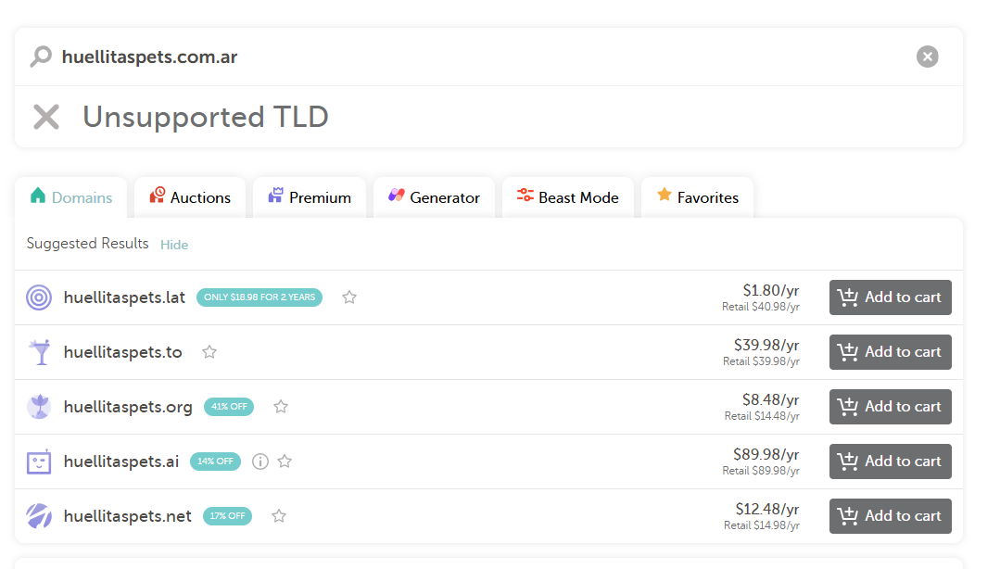 huellitaspets.com.ar
Unsupported TLD
Domains Auctions Premium Generator Beast Mode Favorites
Suggested Results Hide
huellitaspets.lat ONLY $18.98 FOR 2 YEARS $1.80/yr Add to cart
Retail $40.98/yr
huellitaspets.to $39.98/yr Add to cart
Retail $39.98/yr
huellitaspets.org 41% OFF $8.48/yr Add to cart
Retail $14.48/yr
huellitaspets.ai 14% OFF $89.98/yr Add to cart
Retail $89.98/yr
huellitaspets.net 17% OFF $12.48/yr Add to cart
Retail $14.98/yr